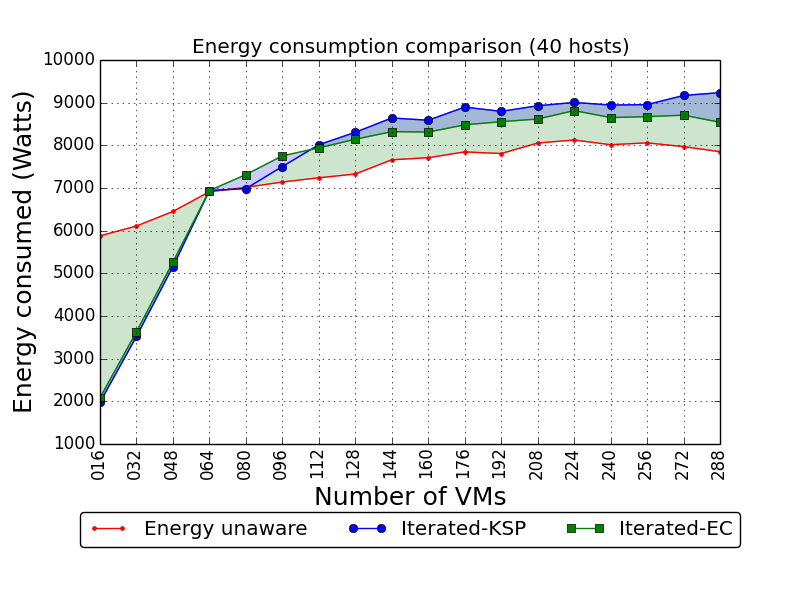 Energy consumption comparison (40 hosts)
10000
9000
8000
7000
6000
5000
4000
3000
2000
1000
Energy consumed (Watts)
016 032 048 064 080 096 112 128 144 160 176 192 208 224 240 256 272 288
Number of VMs
Energy unaware Iterated-KSP Iterated-EC